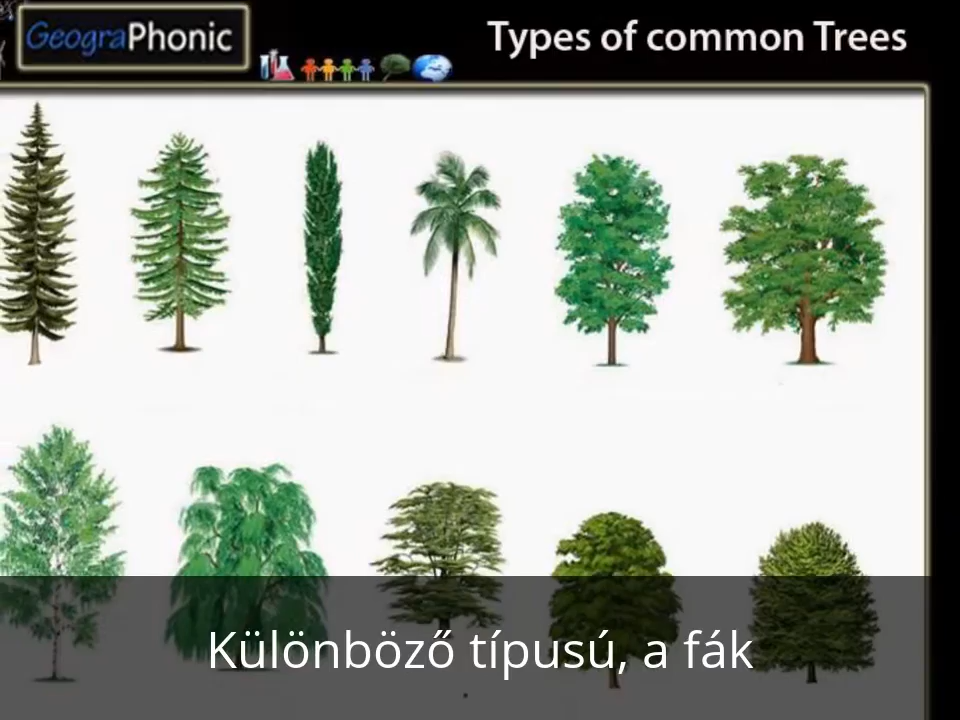 GeograPhonic
Types of common Trees
Különböző típusú, a fák